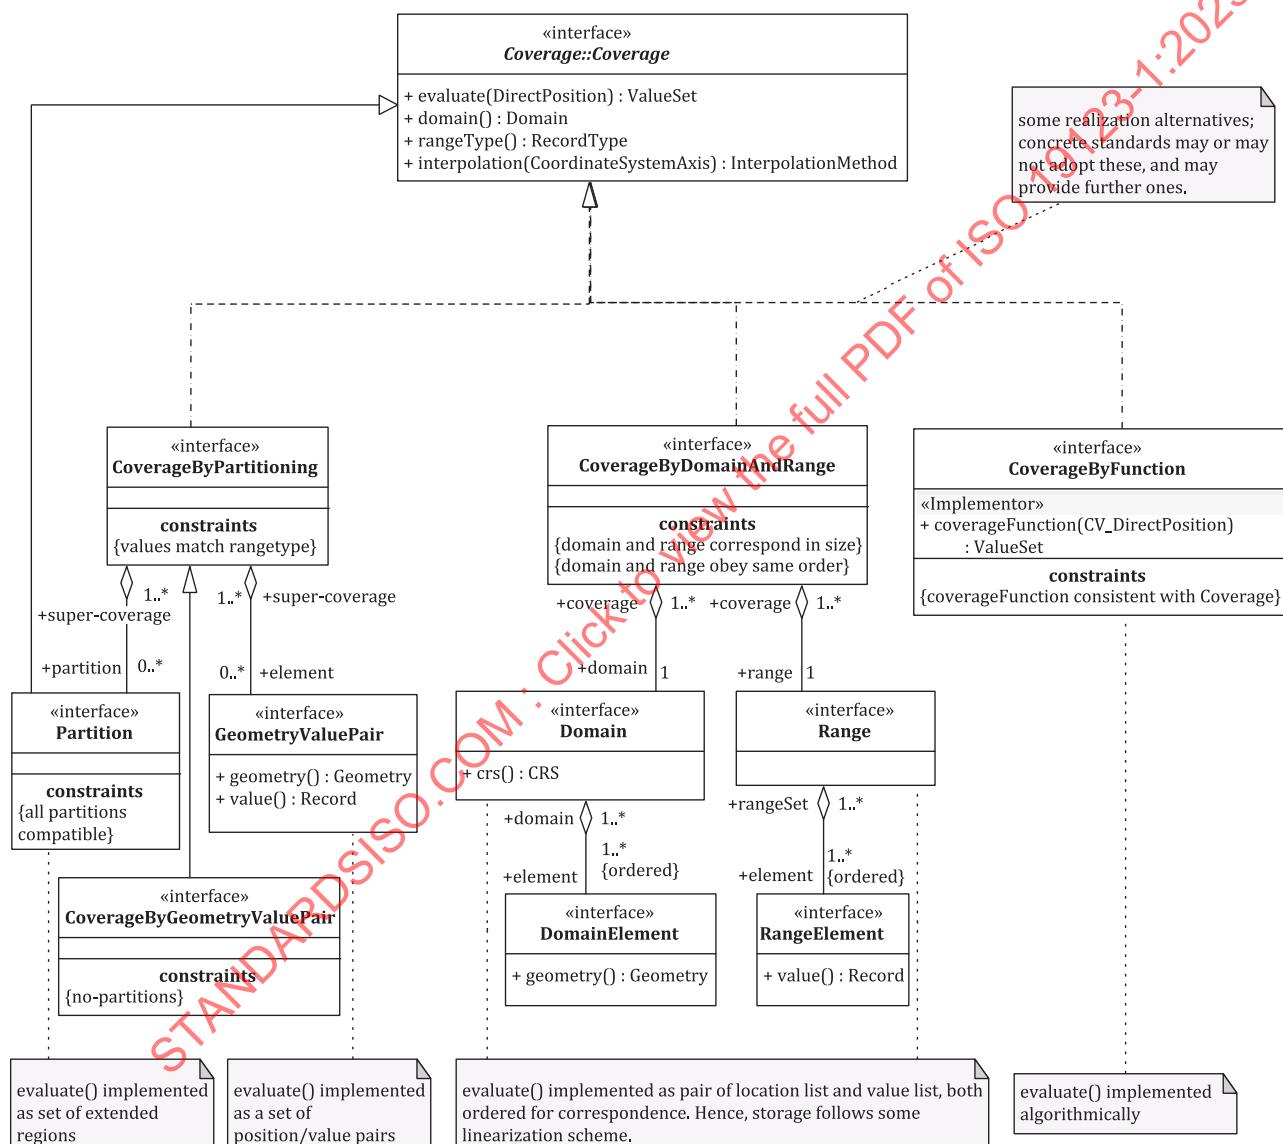 «interface»
Coverage::Coverage
+ evaluate(DirectPosition) : ValueSet
+ domain() : Domain
+ rangeType() : RecordType
+ interpolation(CoordinateSystemAxis) : InterpolationMethod
some realization alternatives;
concrete standards may or may
not adopt these, and may
provide further ones.
«interface»
CoverageByPartitioning
constraints
{values match rangetype}
«interface»
CoverageByDomainAndRange
constraints
{domain and range correspond in size}
{domain and range obey same order}
«interface»
CoverageByFunction
«Implementor»
+ coverageFunction(CV_DirectPosition)
: ValueSet
constraints
{coverageFunction consistent with Coverage}
1..*
+super-coverage
+partition
0..*
1..*
+super-coverage
0..*
+element
+coverage
1..*
+domain
1
+coverage
1..*
+range
1
«interface»
Partition
constraints
{all partitions
compatible}
«interface»
GeometryValuePair
+ geometry() : Geometry
+ value() : Record
«interface»
Domain
+ crs() : CRS
«interface»
Range
+domain
1..*
1..*
{ordered}
+element
+rangeSet
1..*
1..*
+element
{ordered}
«interface»
CoverageByGeometryValuePair
constraints
{no-partitions}
«interface»
DomainElement
+ geometry() : Geometry
«interface»
RangeElement
+ value() : Record
evaluate() implemented
as set of extended
regions
evaluate() implemented
as a set of
position/value pairs
evaluate() implemented as pair of location list and value list, both
ordered for correspondence. Hence, storage follows some
linearization scheme.
evaluate() implemented
algorithmically
STANDARDSISO.COM : Click to view the full PDF of ISO 19123-1:2023